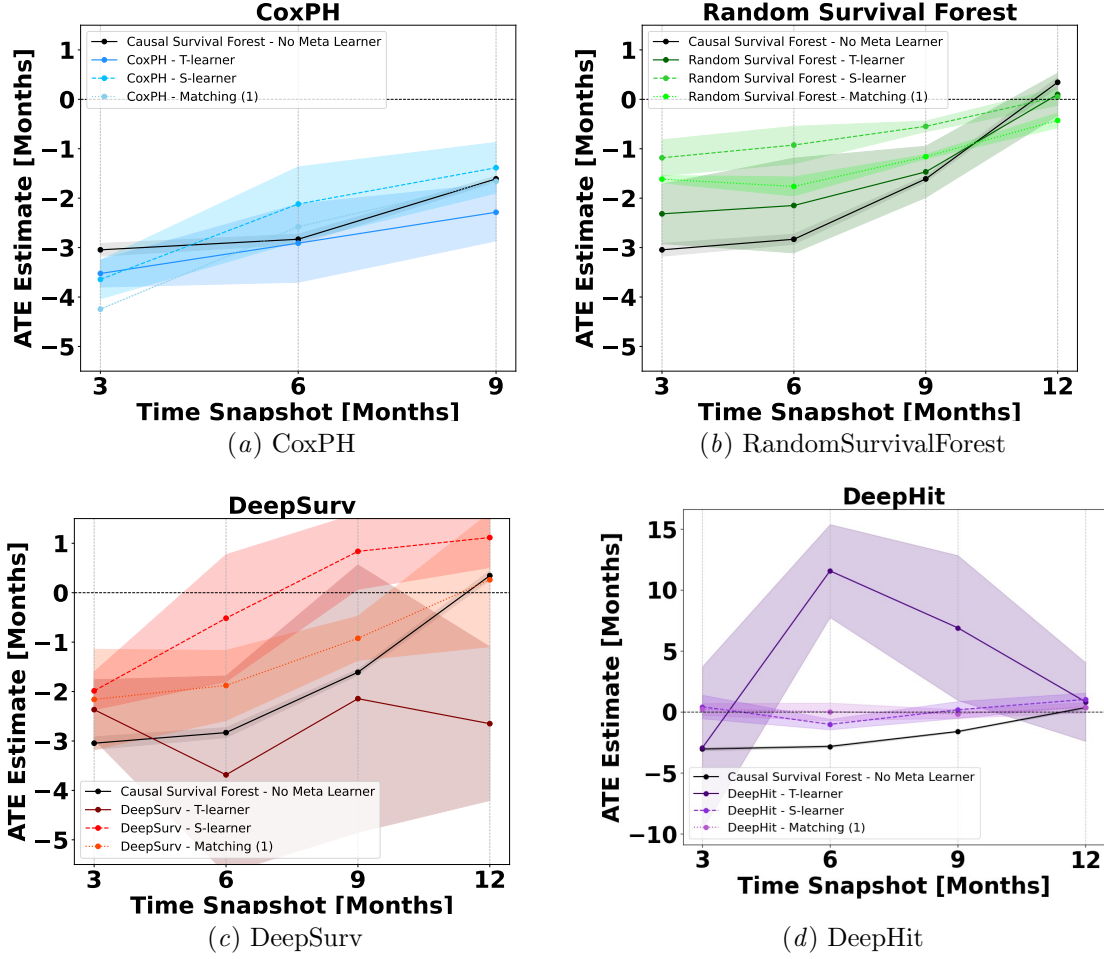 CoxPH
Causal Survival Forest - No Meta Learner
CoxPH - T-learner
CoxPH - S-learner
CoxPH - Matching (1)
1
0
−1
−2
−3
−4
−5
ATE Estimate [Months]
3
6
9
Time Snapshot [Months]
(a) CoxPH
Random Survival Forest
Causal Survival Forest - No Meta Learner
Random Survival Forest - T-learner
Random Survival Forest - S-learner
Random Survival Forest - Matching (1)
1
0
−1
−2
−3
−4
−5
ATE Estimate [Months]
3
6
9
12
Time Snapshot [Months]
(b) RandomSurvivalForest
DeepSurv
1
0
−1
−2
−3
−4
−5
ATE Estimate [Months]
Causal Survival Forest - No Meta Learner
DeepSurv - T-learner
DeepSurv - S-learner
DeepSurv - Matching (1)
3
6
9
12
Time Snapshot [Months]
(c) DeepSurv
DeepHit
15
10
5
0
−5
−10
ATE Estimate [Months]
Causal Survival Forest - No Meta Learner
DeepHit - T-learner
DeepHit - S-learner
DeepHit - Matching (1)
3
6
9
12
Time Snapshot [Months]
(d) DeepHit